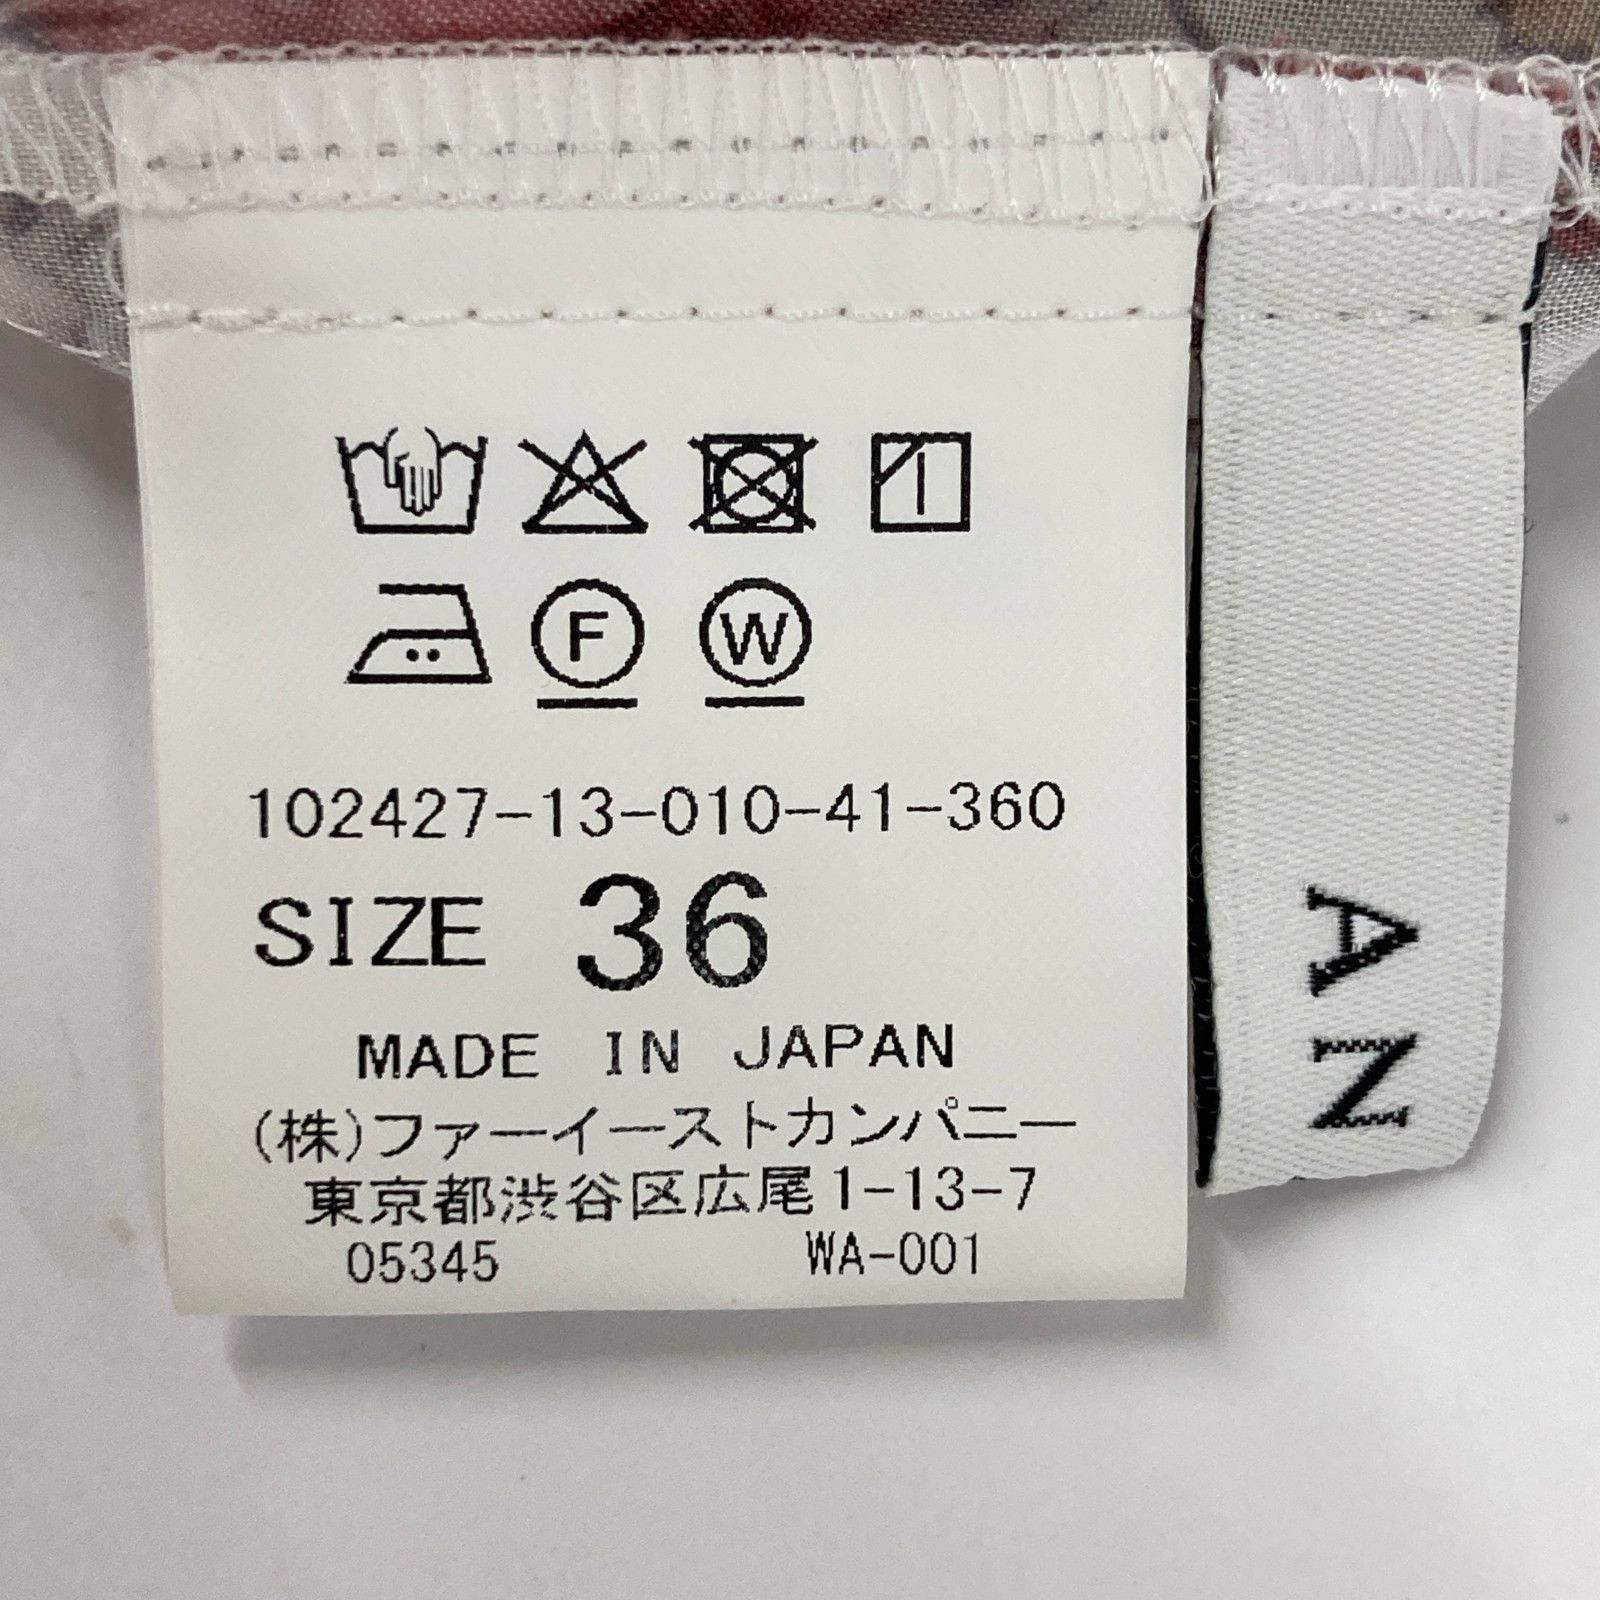 F W
102427-13-010-41-360
SIZE 36
MADE IN JAPAN
(株)ファーイーストカンパニー
東京都渋谷区広尾1-13-7
05345 WA-001
AN